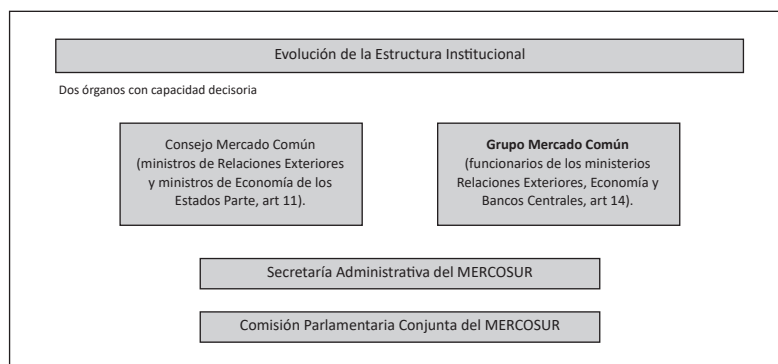 Evolución de la Estructura Institucional
Dos órganos con capacidad decisoria
Consejo Mercado Común
(ministros de Relaciones Exteriores
y ministros de Economía de los
Estados Parte, art 11).
Grupo Mercado Común
(funcionarios de los ministerios
Relaciones Exteriores, Economía y
Bancos Centrales, art 14).
Secretaría Administrativa del MERCOSUR
Comisión Parlamentaria Conjunta del MERCOSUR